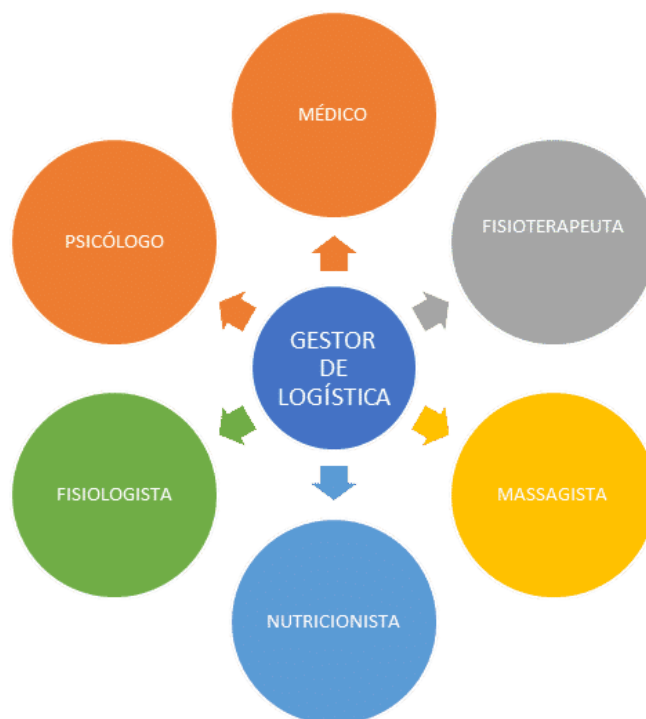 MÉDICO
PSICÓLOGO
FISIOTERAPEUTA
GESTOR
DE
LOGÍSTICA
FISIOLOGISTA
MASSAGISTA
NUTRICIONISTA